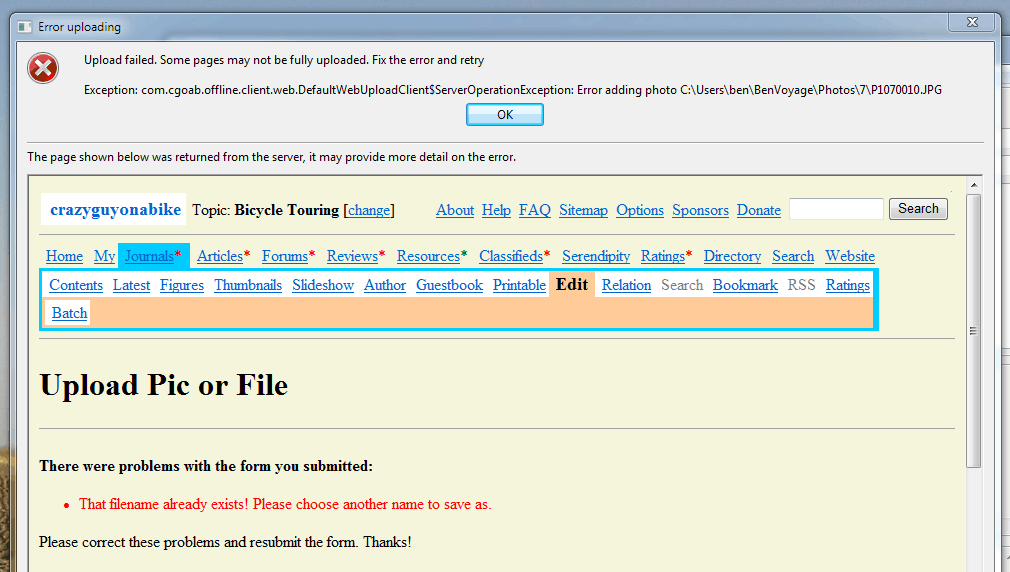 Error uploading
Upload failed. Some pages may not be fully uploaded. Fix the error and retry
Exception: com.cgoab.offline.client.web.DefaultWebUploadClient$ServerOperationException: Error adding photo C:\Users\ben\BenVoyage\Photos\7\P1070010.JPG
OK
The page shown below was returned from the server, it may provide more detail on the error.
crazyguyonabike Topic: Bicycle Touring [change] About Help FAQ Sitemap Options Sponsors Donate Search
Home My Journals* Articles* Forums* Reviews* Resources* Classifieds* Serendipity Ratings* Directory Search Website
Contents Latest Figures Thumbnails Slideshow Author Guestbook Printable Edit Relation Search Bookmark RSS Ratings
Batch
Upload Pic or File
There were problems with the form you submitted:
• That filename already exists! Please choose another name to save as.
Please correct these problems and resubmit the form. Thanks!